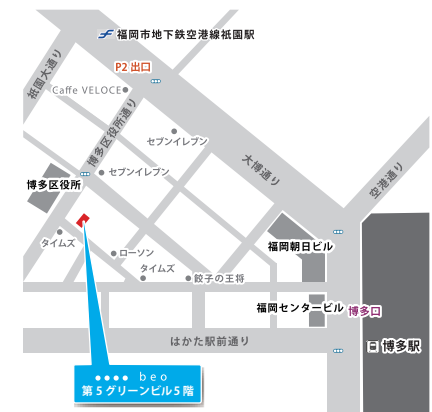 福岡市地下鉄空港線祇園駅
P2 出口
祇園大通り
Caffe VELOCE
博多区役所通り
セブンイレブン
大博通り
空港通り
セブンイレブン
博多区役所
タイムズ
ローソン
福岡朝日ビル
タイムズ
餃子の王将
福岡センタービル
博多口
はかた駅前通り
博多駅
●●●● beo
第5グリーンビル5階